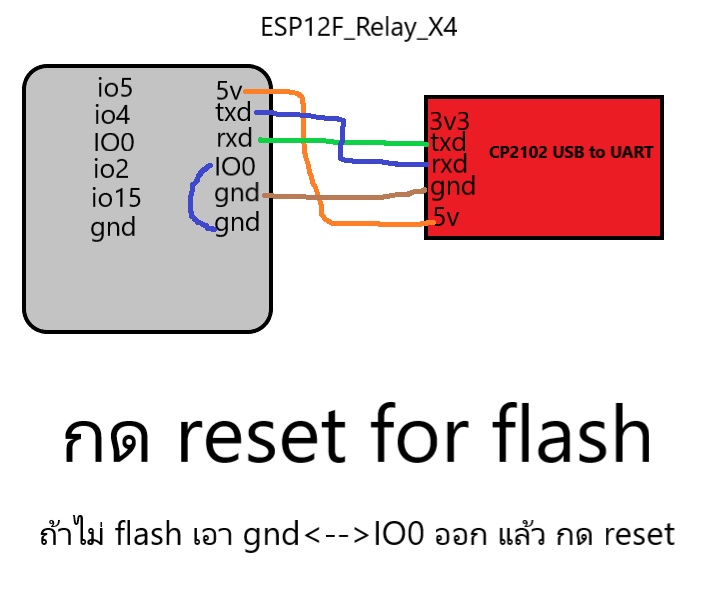 ESP12F_Relay_X4
io5
io4
IO0
io2
io15
gnd
5v
txd
rxd
IO0
gnd
gnd
3v3
txd
rxd
gnd
5v
CP2102 USB to UART
กด reset for flash
ถ้าไม่ flash เอา gnd<-->IO0 ออก แล้ว กด reset